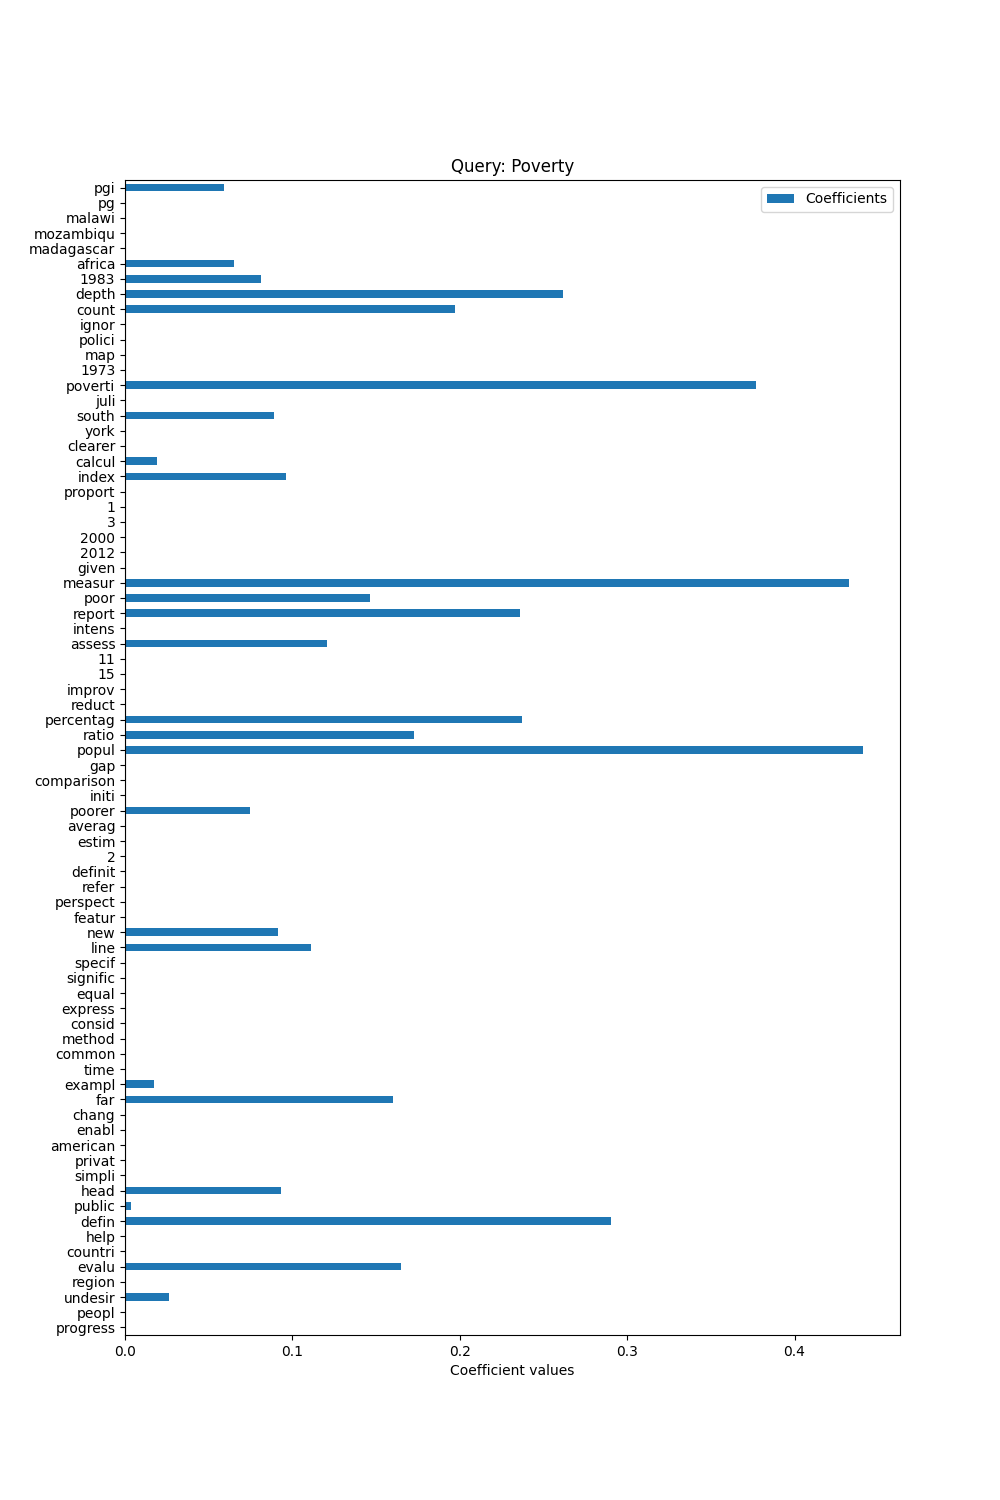 Query: Poverty
Coefficients
pgi
pg
malawi
mozambiqu
madagascar
africa
1983
depth
count
ignor
polici
map
1973
poverti
juli
south
york
clearer
calcul
index
proport
1
3
2000
2012
given
measur
poor
report
intens
assess
11
15
improv
reduct
percentag
ratio
popul
gap
comparison
initi
poorer
averag
estim
2
definit
refer
perspect
featur
new
line
specif
signific
equal
express
consid
method
common
time
exampl
far
chang
enabl
american
privat
simpli
head
public
defin
help
countri
evalu
region
undesir
peopl
progress
0.0 0.1 0.2 0.3 0.4
Coefficient values